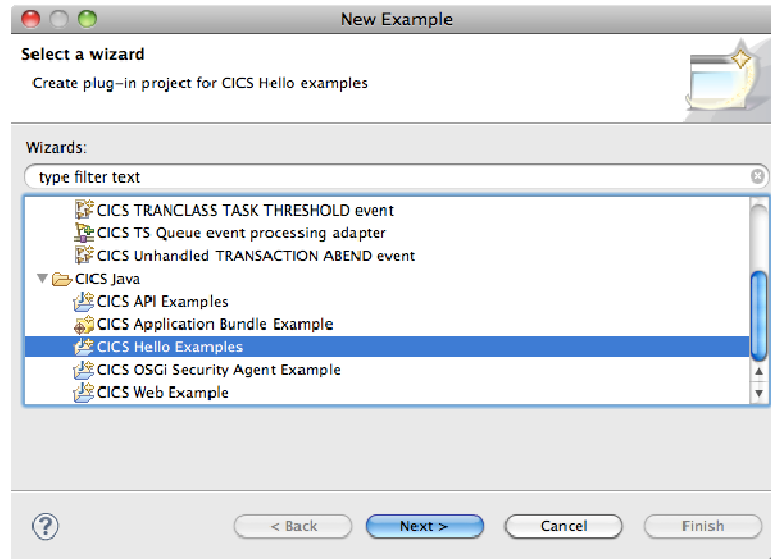 New Example
Select a wizard
Create plug-in project for CICS Hello examples
Wizards:
type filter text
CICS TRANCLASS TASK THRESHOLD event
CICS TS Queue event processing adapter
CICS Unhandled TRANSACTION ABEND event
CICS Java
CICS API Examples
CICS Application Bundle Example
CICS Hello Examples
CICS OSGi Security Agent Example
CICS Web Example
?
< Back
Next >
Cancel
Finish